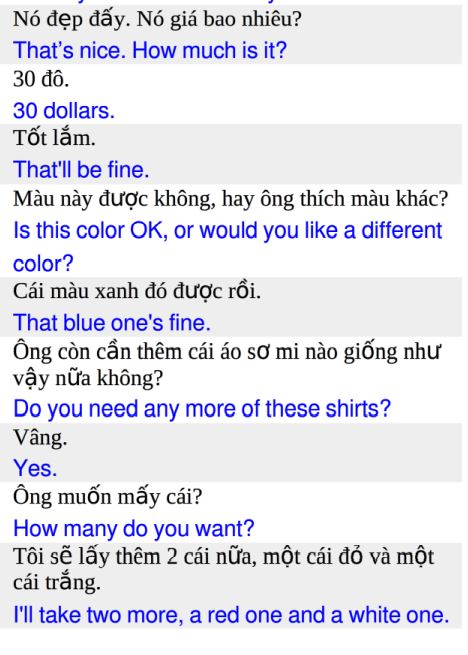 Nó đẹp đấy. Nó giá bao nhiêu?
That's nice. How much is it?
30 đô.
30 dollars.
Tốt lắm.
That'll be fine.
Màu này được không, hay ông thích màu khác?
Is this color OK, or would you like a different
color?
Cái màu xanh đó được rồi.
That blue one's fine.
Ông còn cần thêm cái áo sơ mi nào giống như
vậy nữa không?
Do you need any more of these shirts?
Vâng.
Yes.
Ông muốn mấy cái?
How many do you want?
Tôi sẽ lấy thêm 2 cái nữa, một cái đỏ và một
cái trắng.
I'll take two more, a red one and a white one.